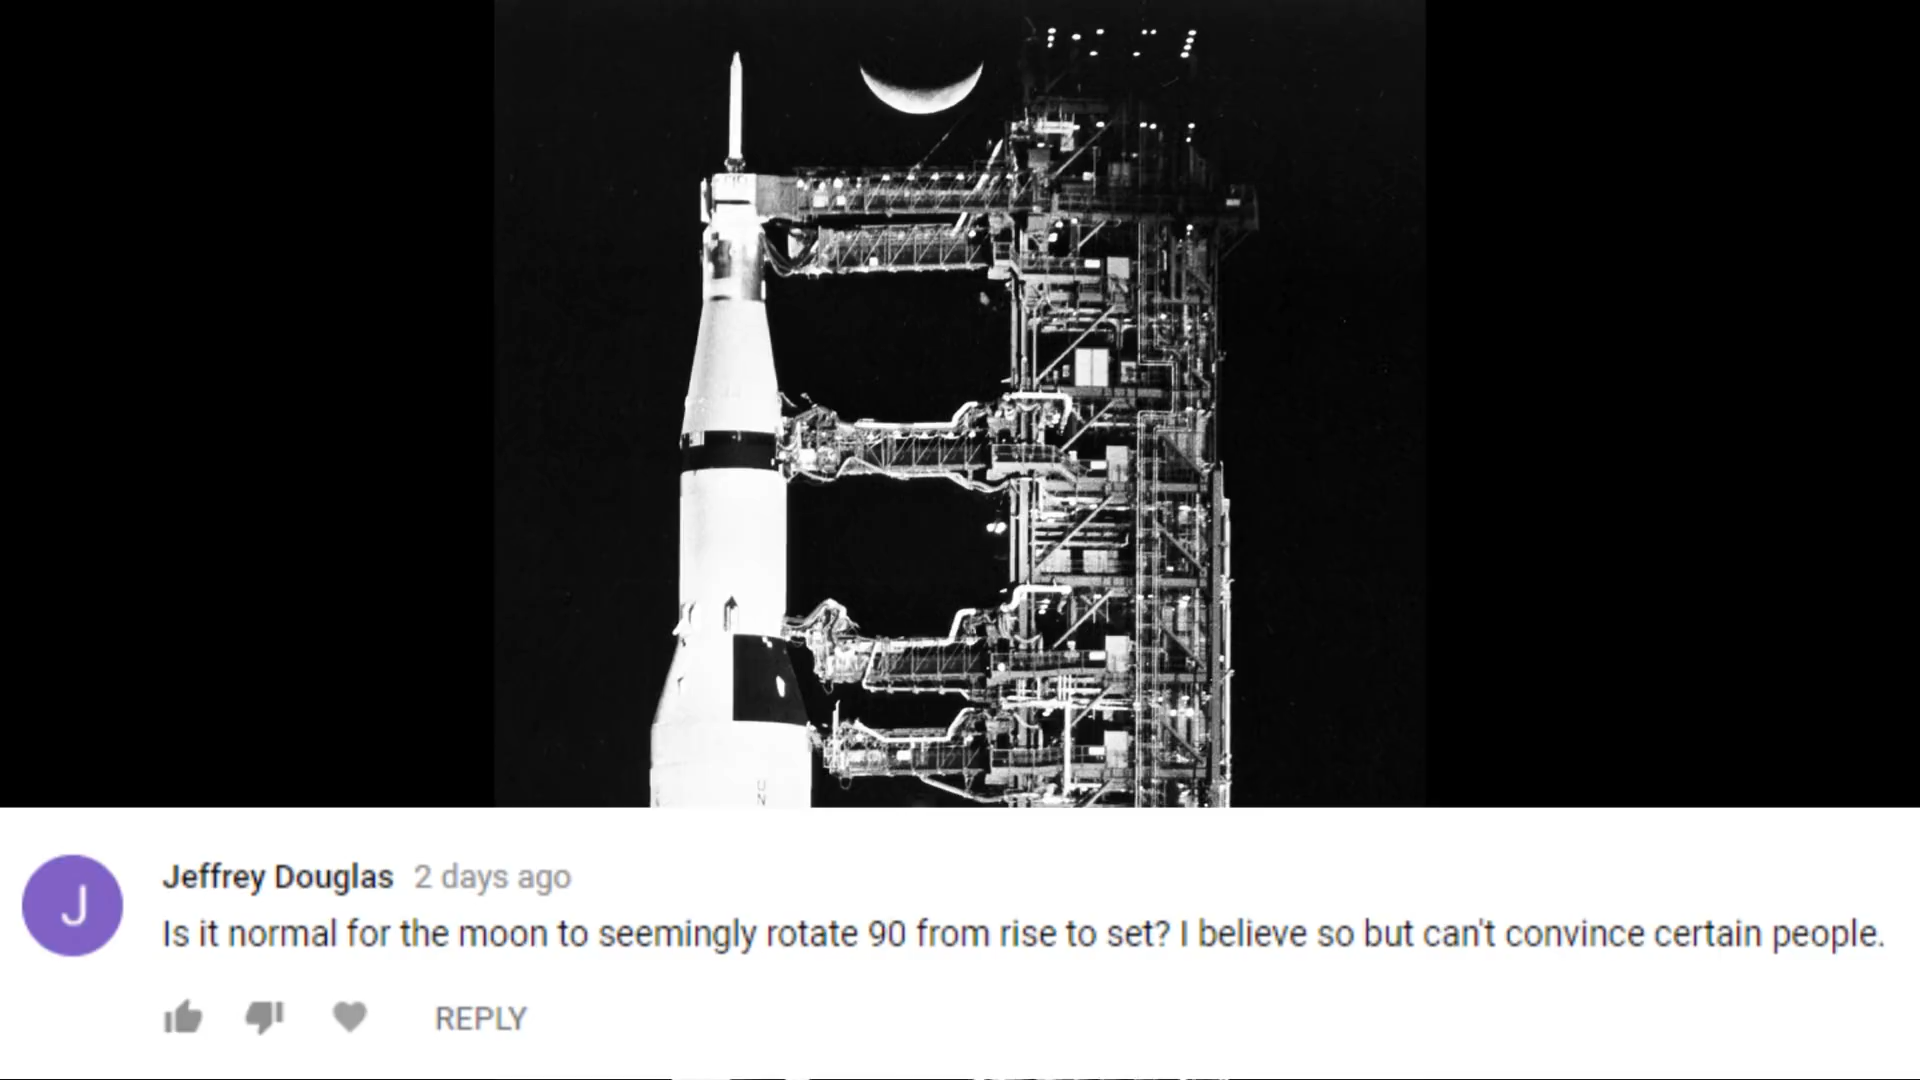 UN
J
Jeffrey Douglas 2 days ago
Is it normal for the moon to seemingly rotate 90 from rise to set? I believe so but can't convince certain people.
REPLY